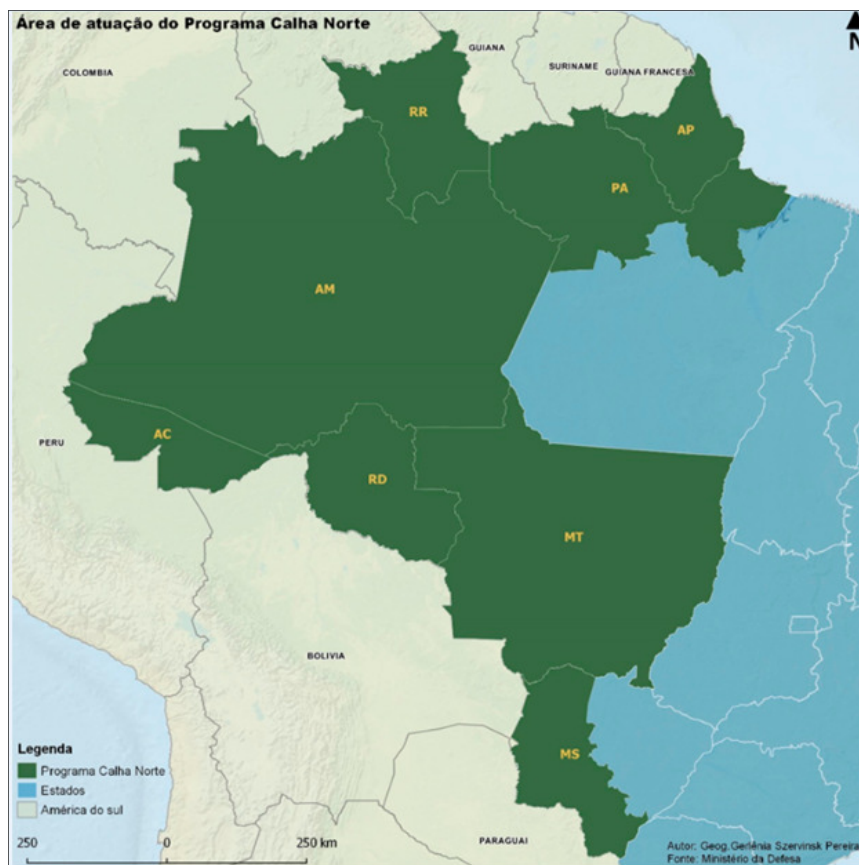 Área de atuação do Programa Calha Norte
N
COLOMBIA
GUIANA
SURINAME
GUIANA FRANCESA
RR
AP
PA
AM
AC
PERU
RD
MT
BOLIVIA
MS
PARAGUAI
Legenda
Programa Calha Norte
Estados
América do sul
250 0 250 km
Autor: Geog.Gerlênia Szervinsk Pereira
Fonte: Ministério da Defesa